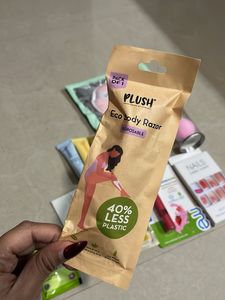 PACK OF 1
PLUSH
Eco Body Razor
DISPOSABLE
40%
LESS
PLASTIC
NAILS